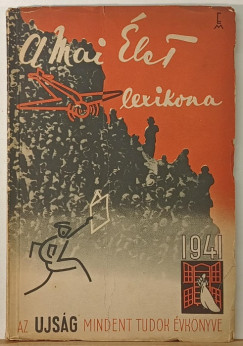 A Mai Élet
lexikona
1941
AZ UJSÁG MINDENT TUDOK ÉVKÖNYVE